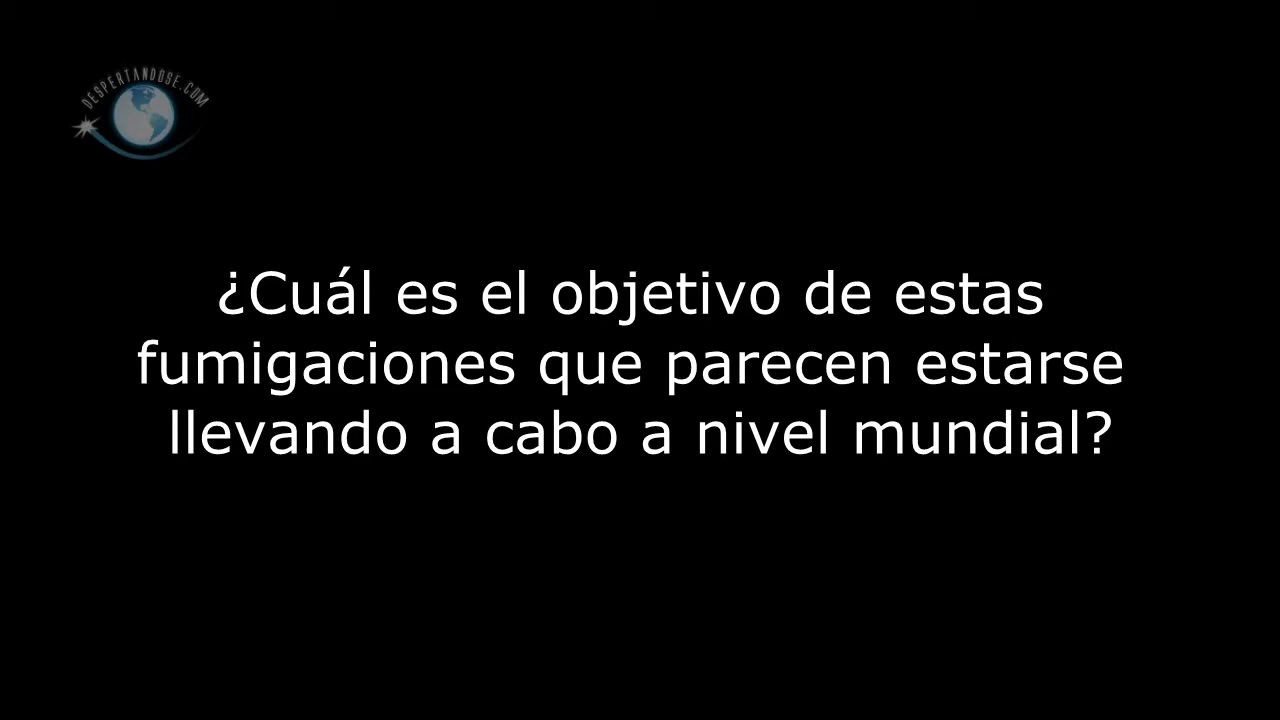 DESPERTANDOSE.COM
¿Cuál es el objetivo de estas
fumigaciones que parecen estarse
llevando a cabo a nivel mundial?